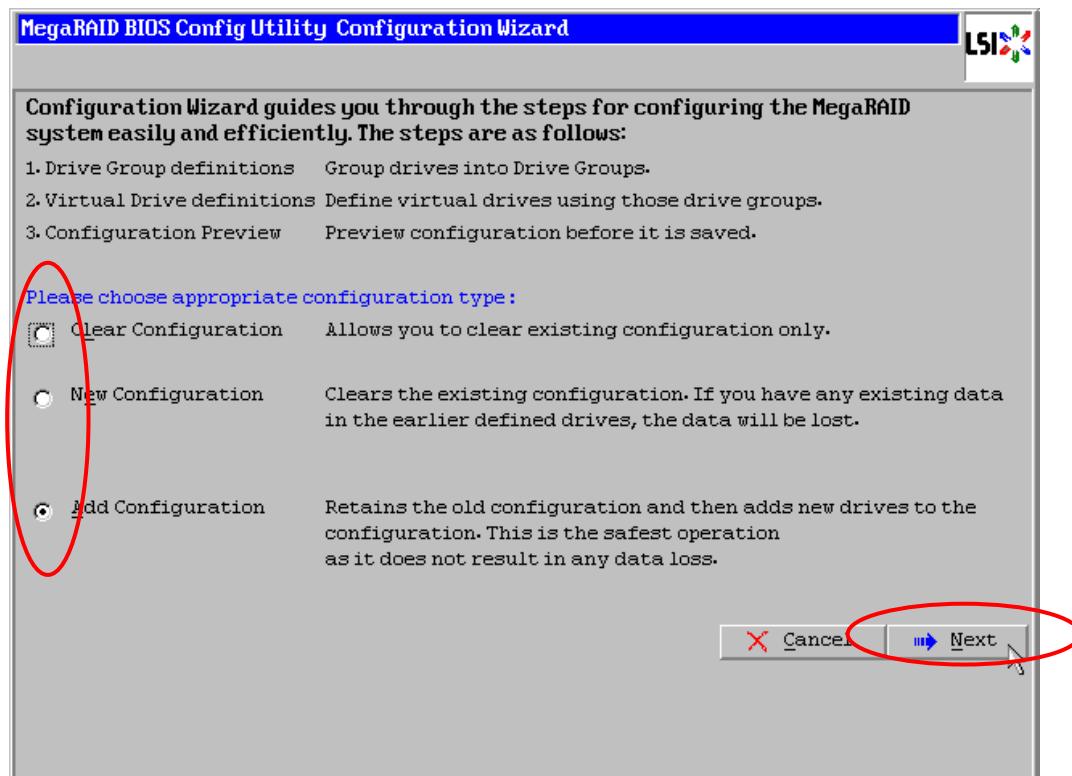 MegaRAID BIOS Config Utility Configuration Wizard
LSI
Configuration Wizard guides you through the steps for configuring the MegaRAID
system easily and efficiently. The steps are as follows:
1. Drive Group definitions Group drives into Drive Groups.
2. Virtual Drive definitions Define virtual drives using those drive groups.
3. Configuration Preview Preview configuration before it is saved.
Please choose appropriate configuration type:
Clear Configuration Allows you to clear existing configuration only.
New Configuration Clears the existing configuration. If you have any existing data
in the earlier defined drives, the data will be lost.
Add Configuration Retains the old configuration and then adds new drives to the
configuration. This is the safest operation
as it does not result in any data loss.
Cancel Next